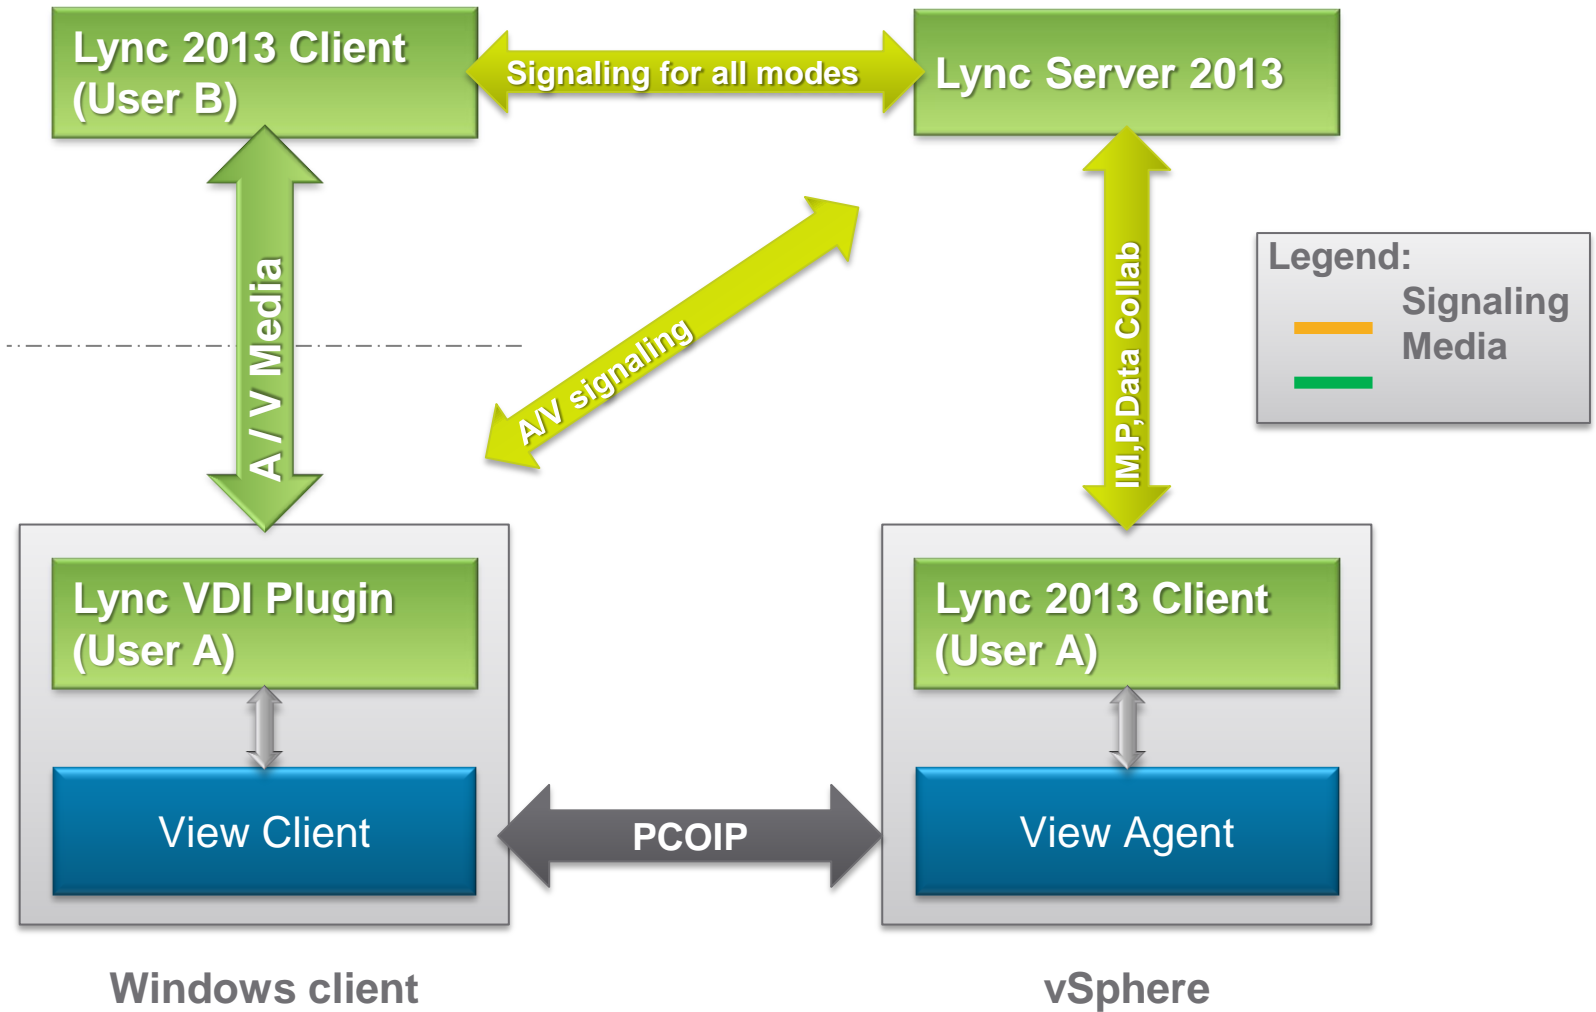 Lync 2013 Client
(User B)
Signaling for all modes
Lync Server 2013
A / V Media
A/V signaling
IM,P,Data Collab
Legend:
Signaling
Media
Lync VDI Plugin
(User A)
Lync 2013 Client
(User A)
View Client
PCOIP
View Agent
Windows client
vSphere